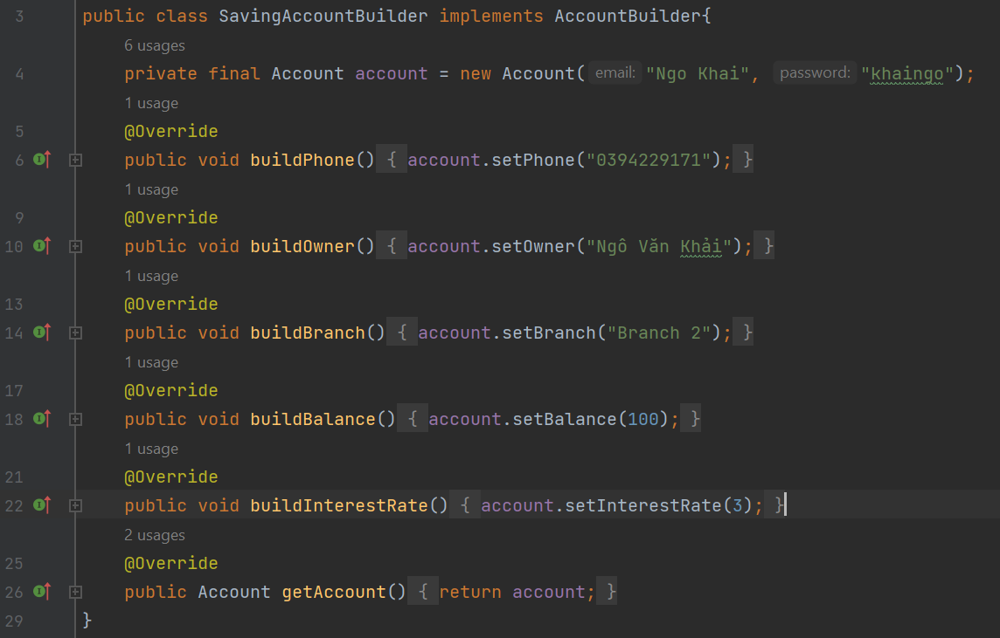 3 public class SavingAccountBuilder implements AccountBuilder{
6 usages
4 private final Account account = new Account( email: "Ngo Khai", password: "khaingo");
1 usage
5 @Override
6 public void buildPhone() { account.setPhone("0394229171"); }
1 usage
9 @Override
10 public void buildOwner() { account.setOwner("Ngô Văn Khải"); }
1 usage
13 @Override
14 public void buildBranch() { account.setBranch("Branch 2"); }
1 usage
17 @Override
18 public void buildBalance() { account.setBalance(100); }
1 usage
21 @Override
22 public void buildInterestRate() { account.setInterestRate(3); }
2 usages
25 @Override
26 public Account getAccount() { return account; }
29 }